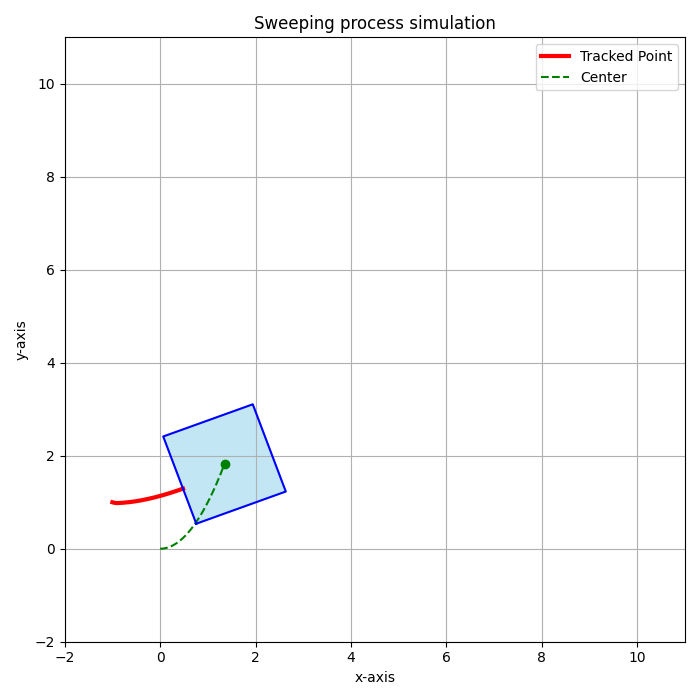 Sweeping process simulation
Tracked Point
Center
y-axis
10
8
6
4
2
0
−2
−2 0 2 4 6 8 10
x-axis